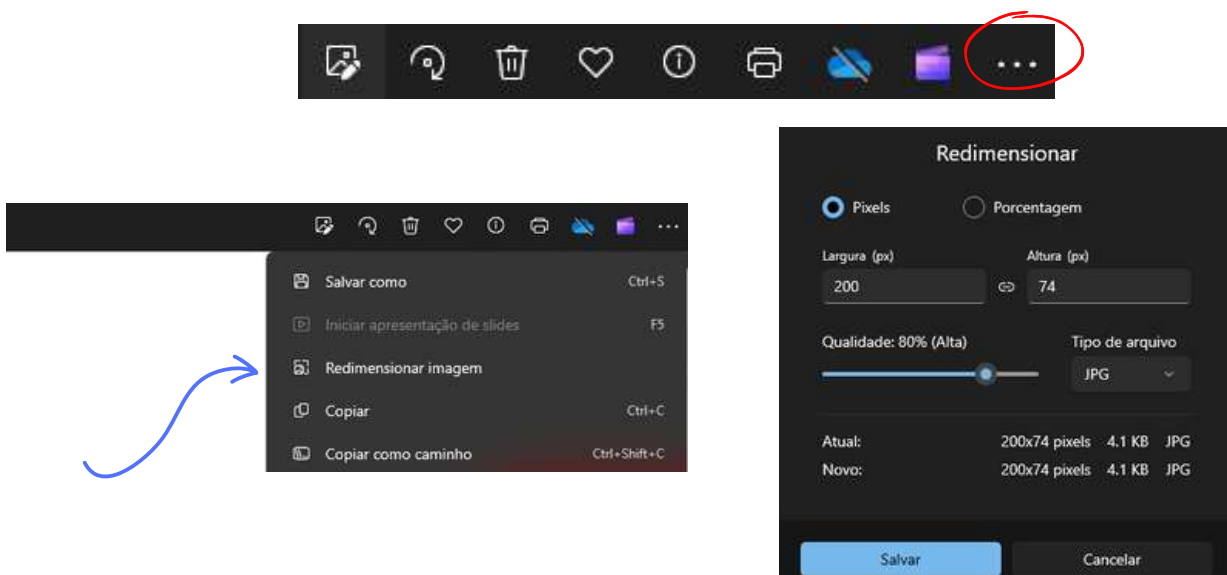 Redimensionar
Pixels Porcentagem
Largura (px) Altura (px)
200 74
Qualidade: 80% (Alta) Tipo de arquivo
JPG
Atual: 200x74 pixels 4.1 KB JPG
Novo: 200x74 pixels 4.1 KB JPG
Salvar Cancelar
Salvar como Ctrl+S
Iniciar apresentação de slides F5
Redimensionar imagem
Copiar Ctrl+C
Copiar como caminho Ctrl+Shift+C